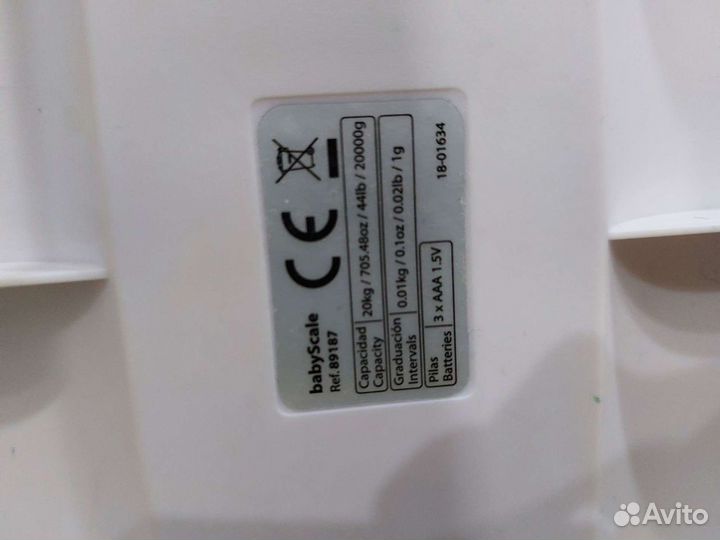 babyScale
Ref. 89187
CE
Capacidad
Capacity
20kg / 705.48oz / 44lb / 20000g
Graduación
Intervals
0.01kg / 0.1oz / 0.02lb / 1g
Pilas
Batteries
3 x AAA 1.5V
18-01634
Avito